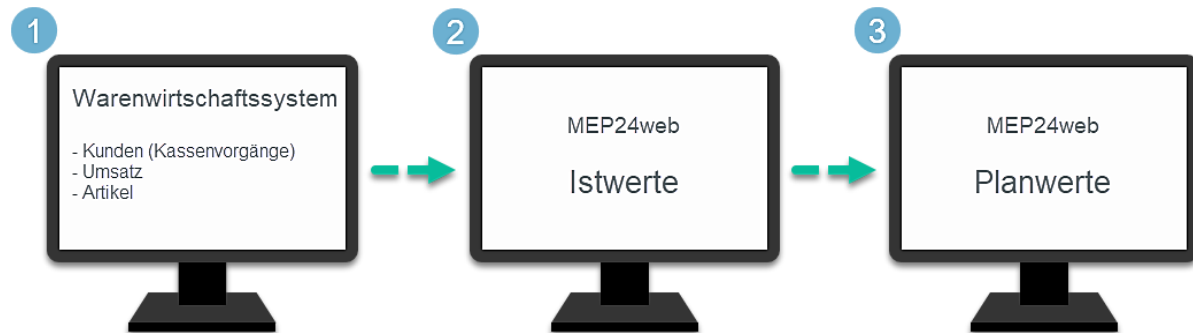 1
Warenwirtschaftssystem
- Kunden (Kassenvorgänge)
- Umsatz
- Artikel
2
MEP24web
Istwerte
3
MEP24web
Planwerte